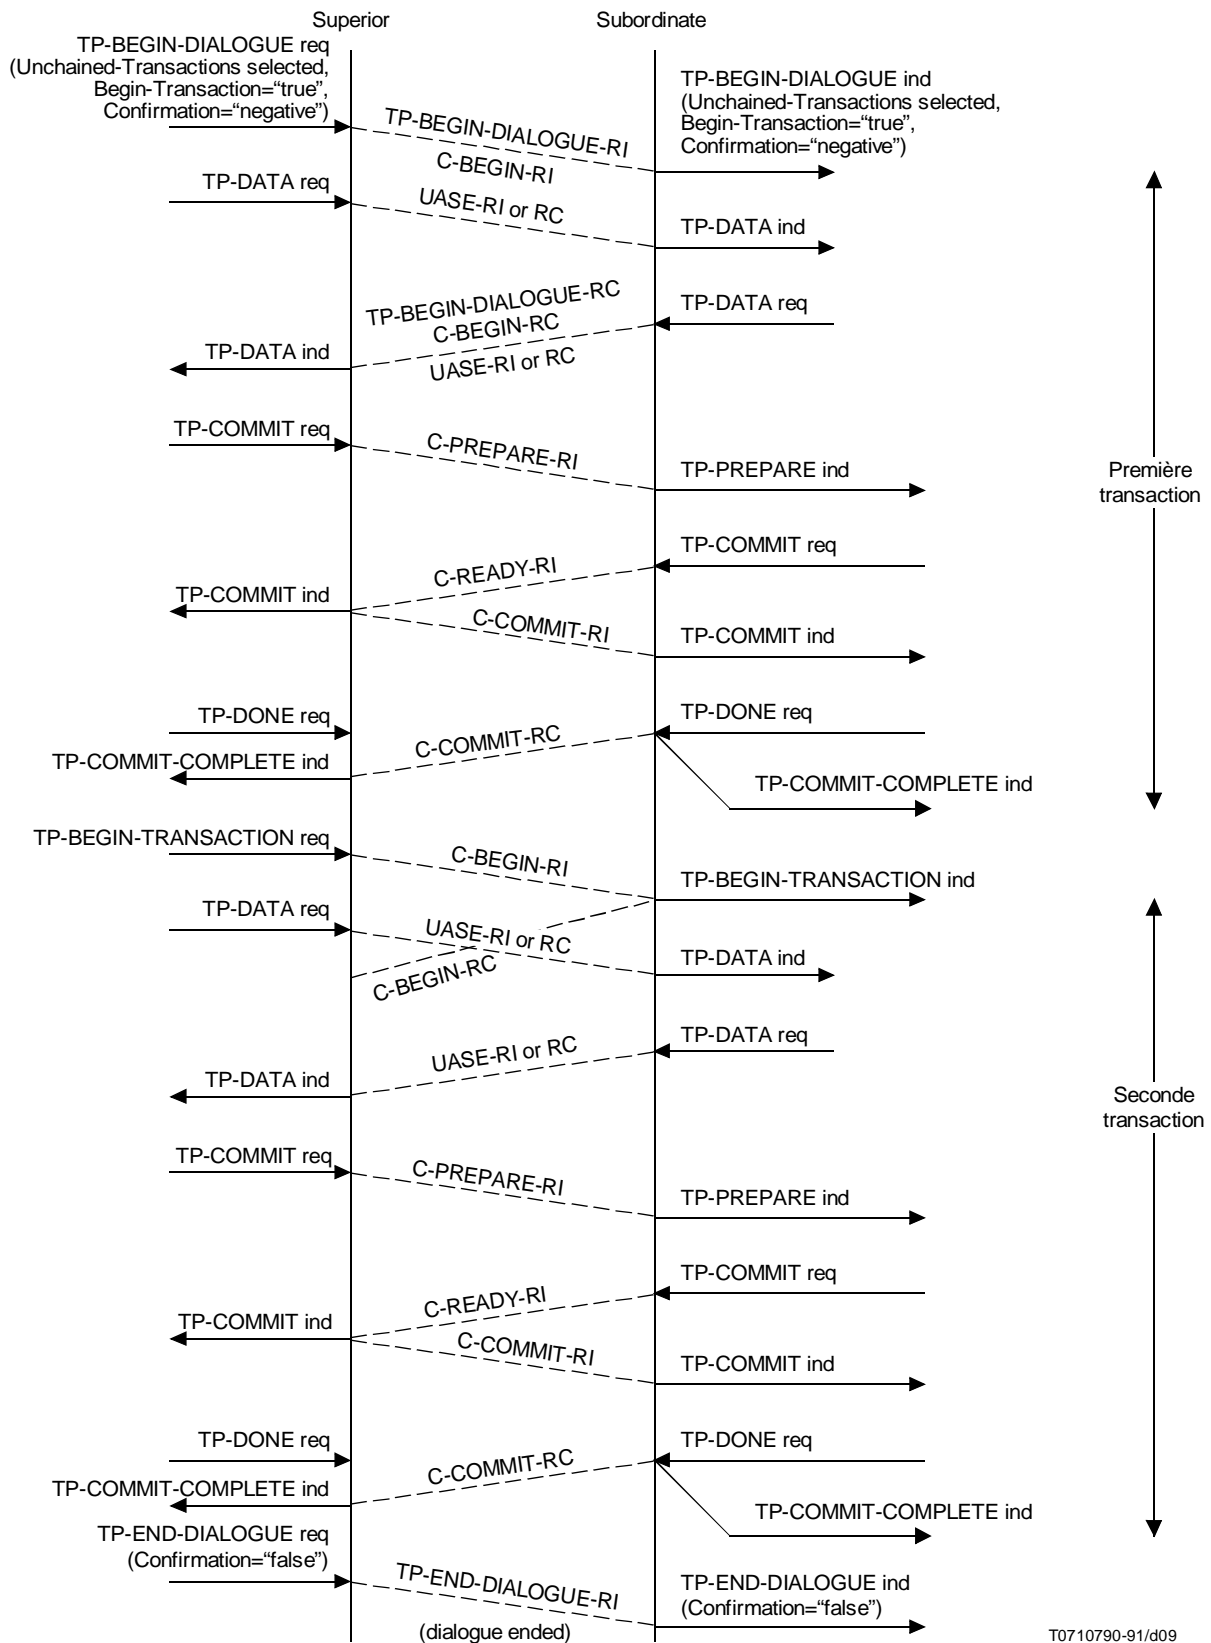 Superior
Subordinate
TP-BEGIN-DIALOGUE req
(Unchained-Transactions selected,
Begin-Transaction=“true”,
Confirmation=“negative”)
TP-BEGIN-DIALOGUE ind
(Unchained-Transactions selected,
Begin-Transaction=“true”,
Confirmation=“negative”)
TP-BEGIN-DIALOGUE-RI
C-BEGIN-RI
TP-DATA req
UASE-RI or RC
TP-DATA ind
TP-BEGIN-DIALOGUE-RC
C-BEGIN-RC
TP-DATA req
TP-DATA ind
UASE-RI or RC
TP-COMMIT req
C-PREPARE-RI
TP-PREPARE ind
Première
transaction
TP-COMMIT req
C-READY-RI
TP-COMMIT ind
C-COMMIT-RI
TP-COMMIT ind
TP-DONE req
TP-DONE req
C-COMMIT-RC
TP-COMMIT-COMPLETE ind
TP-COMMIT-COMPLETE ind
TP-BEGIN-TRANSACTION req
C-BEGIN-RI
TP-BEGIN-TRANSACTION ind
TP-DATA req
UASE-RI or RC
TP-DATA ind
C-BEGIN-RC
TP-DATA req
UASE-RI or RC
TP-DATA ind
Seconde
transaction
TP-COMMIT req
C-PREPARE-RI
TP-PREPARE ind
TP-COMMIT req
C-READY-RI
TP-COMMIT ind
C-COMMIT-RI
TP-COMMIT ind
TP-DONE req
TP-DONE req
C-COMMIT-RC
TP-COMMIT-COMPLETE ind
TP-COMMIT-COMPLETE ind
TP-END-DIALOGUE req
(Confirmation=“false”)
TP-END-DIALOGUE-RI
TP-END-DIALOGUE ind
(Confirmation=“false”)
(dialogue ended)
T0710790-91/d09